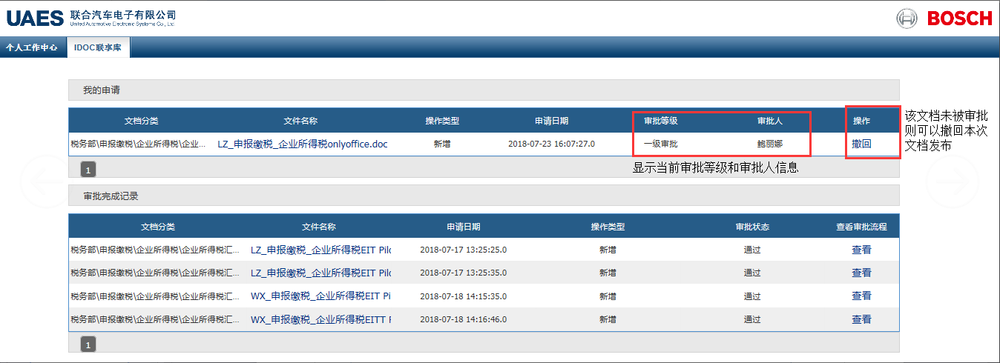 UAES 联合汽车电子有限公司
United Automotive Electronic Systems Co., Ltd
BOSCH
个人工作中心 IDOC联享库
我的申请
文档分类 文件名称 操作类型 申请日期 审批等级 审批人 操作
税务部\申报缴税\企业所得税\企业... LZ_申报缴税_企业所得税onlyoffice.doc 新增 2018-07-23 16:07:27.0 一级审批 鲍丽娜 撤回
该文档未被审批
则可以撤回本次
文档发布
显示当前审批等级和审批人信息
1
审批完成记录
文档分类 文件名称 申请日期 操作类型 审批状态 查看审批流程
税务部\申报缴税\企业所得税\企业所得税汇... LZ_申报缴税_企业所得税EIT Pilo 2018-07-17 13:25:25.0 新增 通过 查看
税务部\申报缴税\企业所得税\企业所得税汇... LZ_申报缴税_企业所得税EIT Pilo 2018-07-17 13:25:35.0 新增 通过 查看
税务部\申报缴税\企业所得税\企业所得税汇... WX_申报缴税_企业所得税EIT Pi 2018-07-18 14:15:35.0 新增 通过 查看
税务部\申报缴税\企业所得税\企业所得税汇... WX_申报缴税_企业所得税EITT P 2018-07-18 14:16:46.0 新增 通过 查看
1